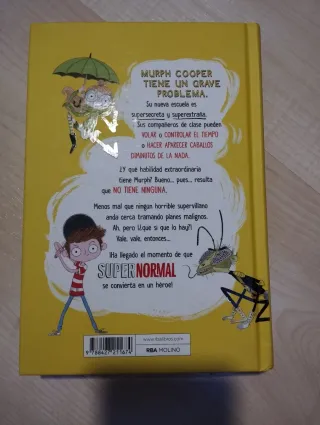 MURPH COOPER
TIENE UN GRAVE
PROBLEMA.
Su nueva escuela es
supersecreta y superextraña.
Sus compañeros de clase pueden
VOLAR o CONTROLAR EL TIEMPO
o HACER APARECER CABALLOS
DIMINUTOS DE LA NADA.
¿Y qué habilidad extraordinaria
tiene Murph? Bueno... pues... resulta
que NO TIENE NINGUNA.
Menos mal que ningún horrible supervillano
anda cerca tramando planes malignos.
Ah, pero ¿¡que sí que lo hay!?
Vale, vale, entonces...
¡Ha llegado el momento de que
SUPERNORMAL
se convierta en un héroe!
RBA MOLINO